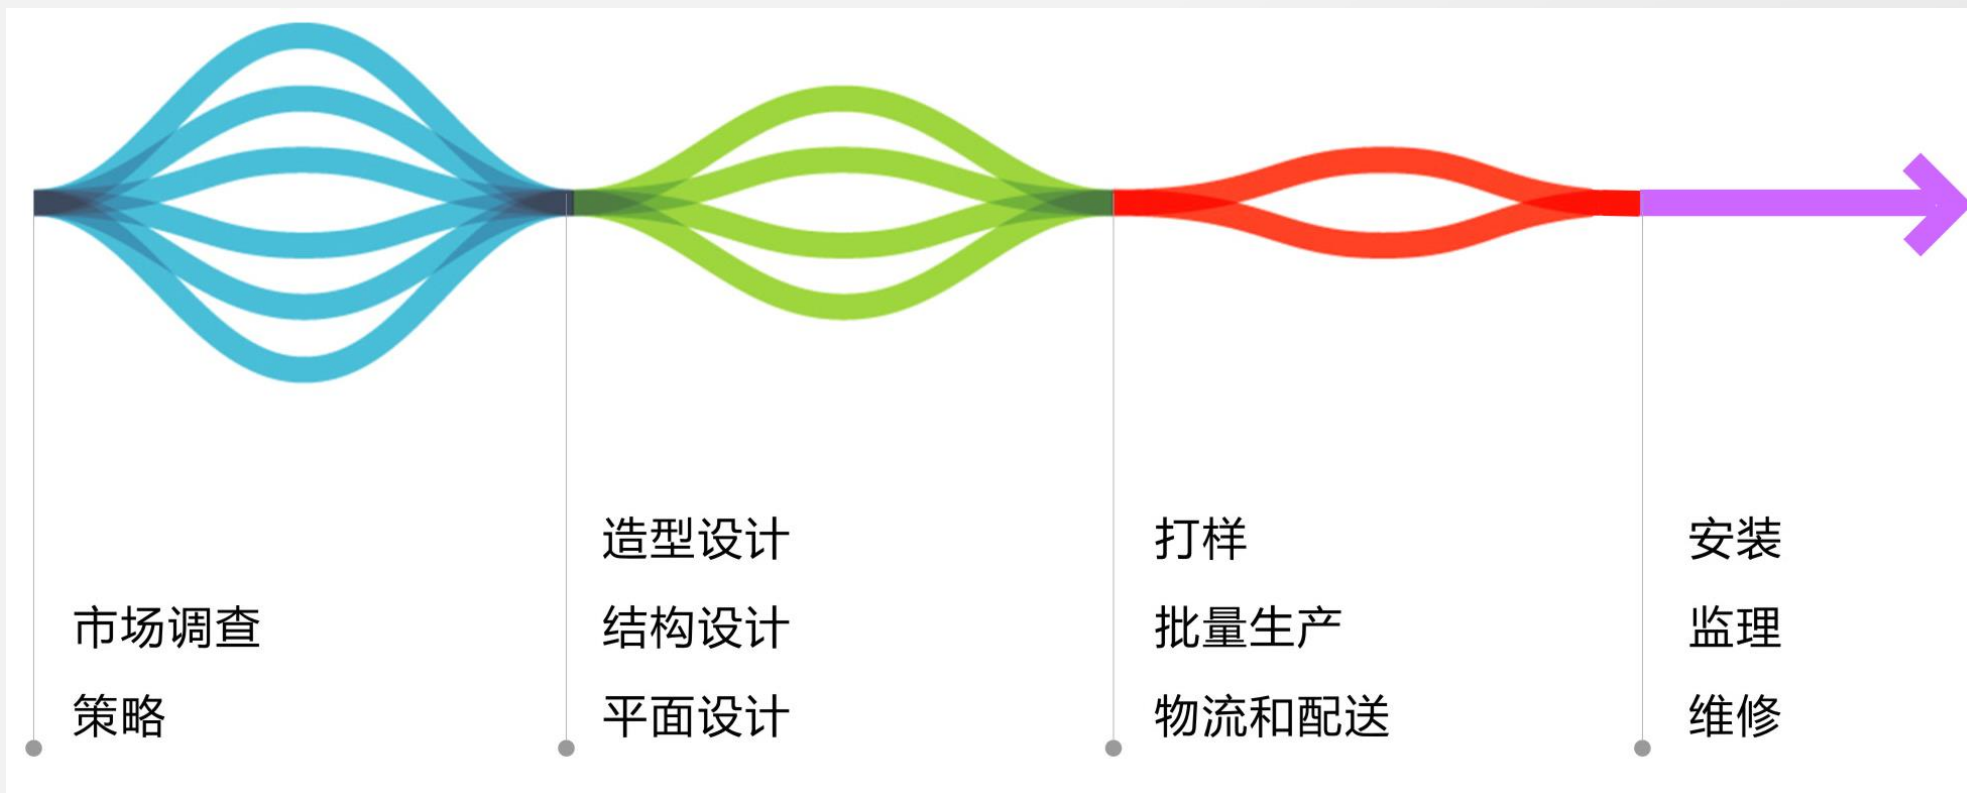 市场调查
策略
造型设计
结构设计
平面设计
打样
批量生产
物流和配送
安装
监理
维修